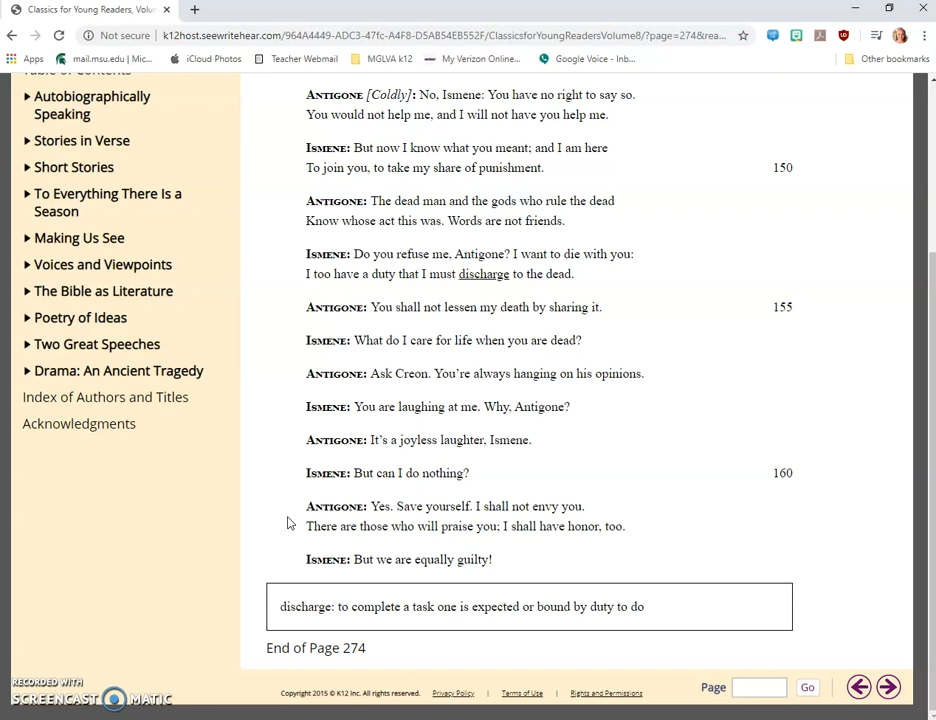 Classics for Young Readers, Volum
Not secure | k12host.seewritehear.com/964A4449-ADC3-47fc-A4F8-D5AB54EB552F/ClassicsforYoungReadersVolume8/?page=274&rea...
Apps mail.msu.edu | Mic... iCloud Photos Teacher Webmail MGLVA k12 My Verizon Online... Google Voice - Inb... Other bookmarks
Table of Contents
Autobiographically
Speaking
Stories in Verse
Short Stories
To Everything There Is a
Season
Making Us See
Voices and Viewpoints
The Bible as Literature
Poetry of Ideas
Two Great Speeches
Drama: An Ancient Tragedy
Index of Authors and Titles
Acknowledgments
ANTIGONE [Coldly]: No, Ismene: You have no right to say so.
You would not help me, and I will not have you help me.
ISMENE: But now I know what you meant; and I am here
To join you, to take my share of punishment. 150
ANTIGONE: The dead man and the gods who rule the dead
Know whose act this was. Words are not friends.
ISMENE: Do you refuse me, Antigone? I want to die with you:
I too have a duty that I must discharge to the dead.
ANTIGONE: You shall not lessen my death by sharing it. 155
ISMENE: What do I care for life when you are dead?
ANTIGONE: Ask Creon. You're always hanging on his opinions.
ISMENE: You are laughing at me. Why, Antigone?
ANTIGONE: It's a joyless laughter, Ismene.
ISMENE: But can I do nothing? 160
ANTIGONE: Yes. Save yourself. I shall not envy you.
There are those who will praise you; I shall have honor, too.
ISMENE: But we are equally guilty!
discharge: to complete a task one is expected or bound by duty to do
End of Page 274
Copyright 2015 © K12 Inc. All rights reserved. | Privacy Policy | Terms of Use | Rights and Permissions
Page Go
RECORDED WITH
SCREENCAST MATIC